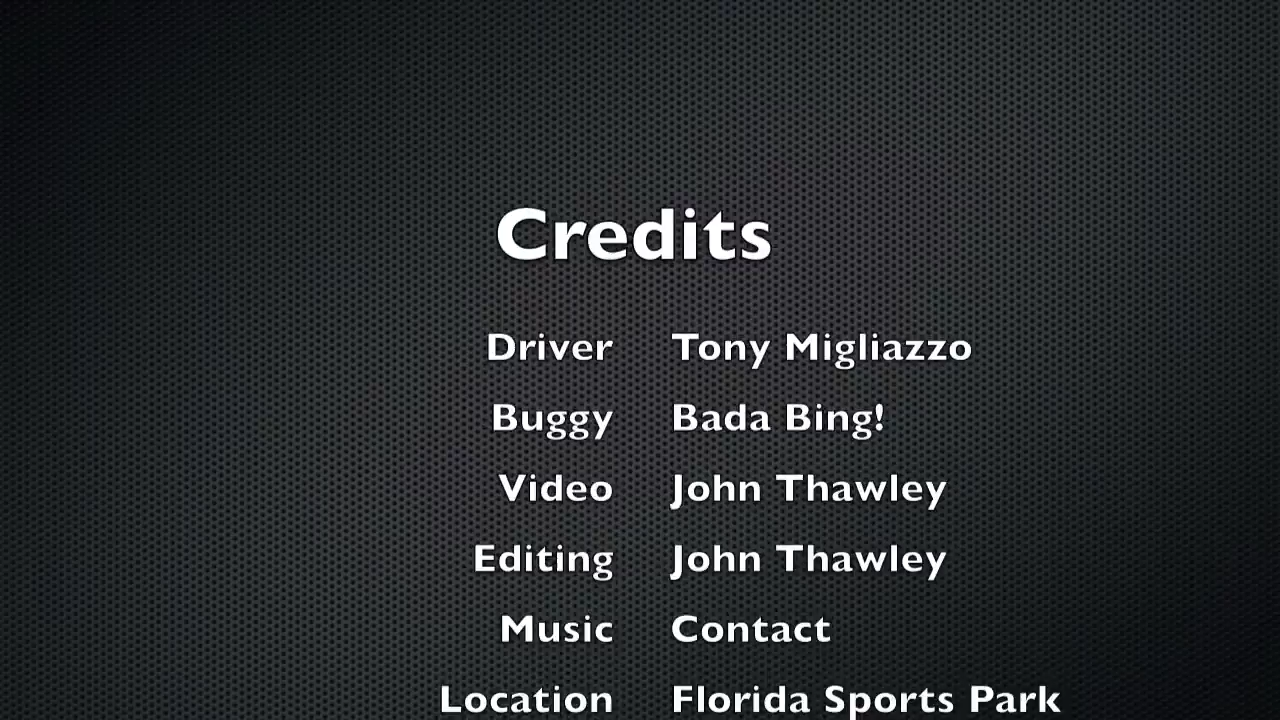 Credits
Driver Tony Migliazzo
Buggy Bada Bing!
Video John Thawley
Editing John Thawley
Music Contact
Location Florida Sports Park